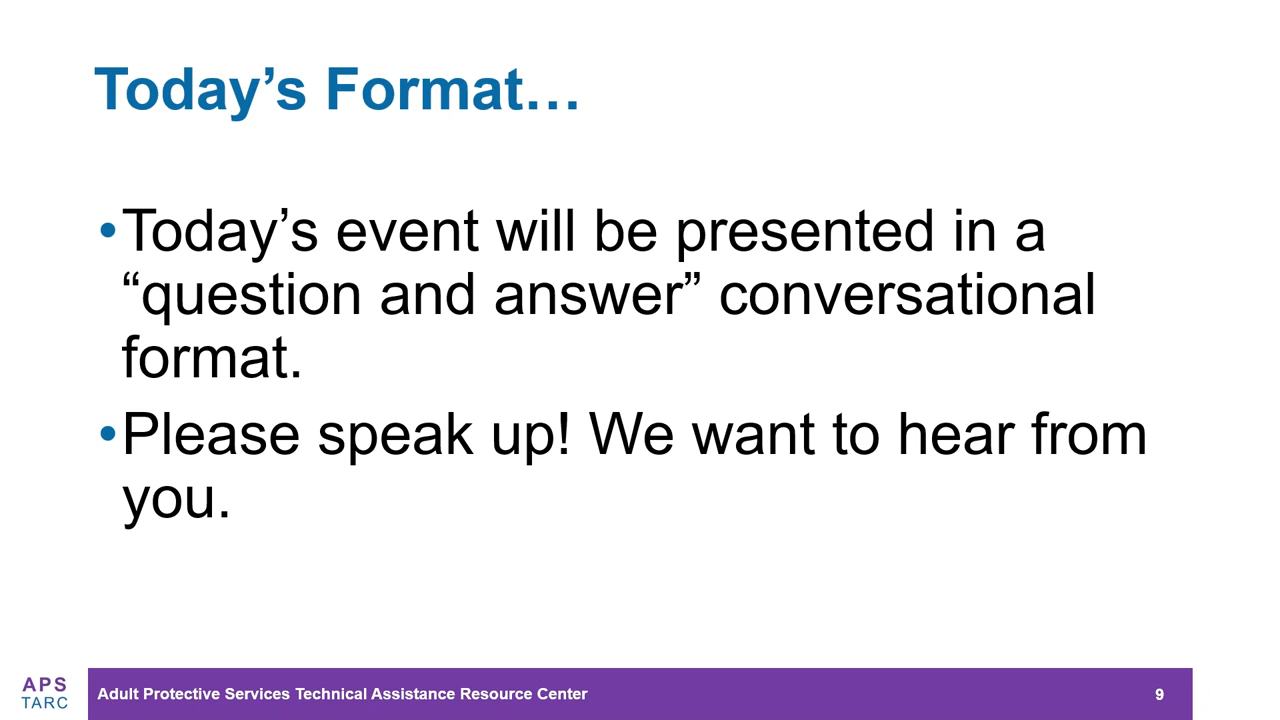 Today’s Format…
•Today’s event will be presented in a
“question and answer” conversational
format.
•Please speak up! We want to hear from
you.
APS
TARC
Adult Protective Services Technical Assistance Resource Center
9